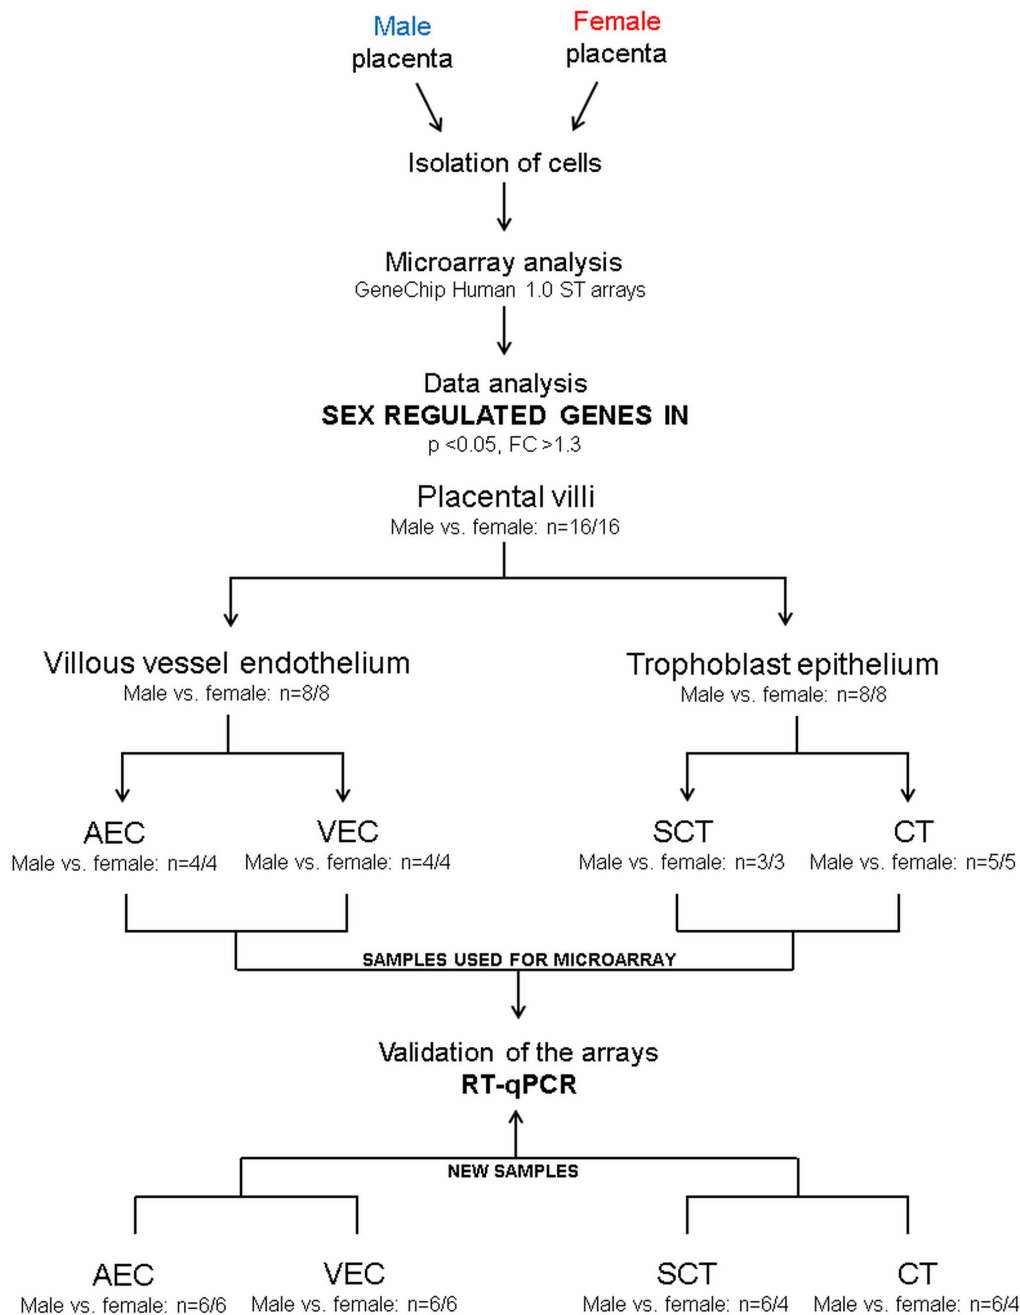 Male Female
placenta placenta
Isolation of cells
Microarray analysis
GeneChip Human 1.0 ST arrays
Data analysis
SEX REGULATED GENES IN
p <0.05, FC >1.3
Placental villi
Male vs. female: n=16/16
Villous vessel endothelium Trophoblast epithelium
Male vs. female: n=8/8 Male vs. female: n=8/8
AEC VEC SCT CT
Male vs. female: n=4/4 Male vs. female: n=4/4 Male vs. female: n=3/3 Male vs. female: n=5/5
SAMPLES USED FOR MICROARRAY
Validation of the arrays
RT-qPCR
NEW SAMPLES
AEC VEC SCT CT
Male vs. female: n=6/6 Male vs. female: n=6/6 Male vs. female: n=6/4 Male vs. female: n=6/4